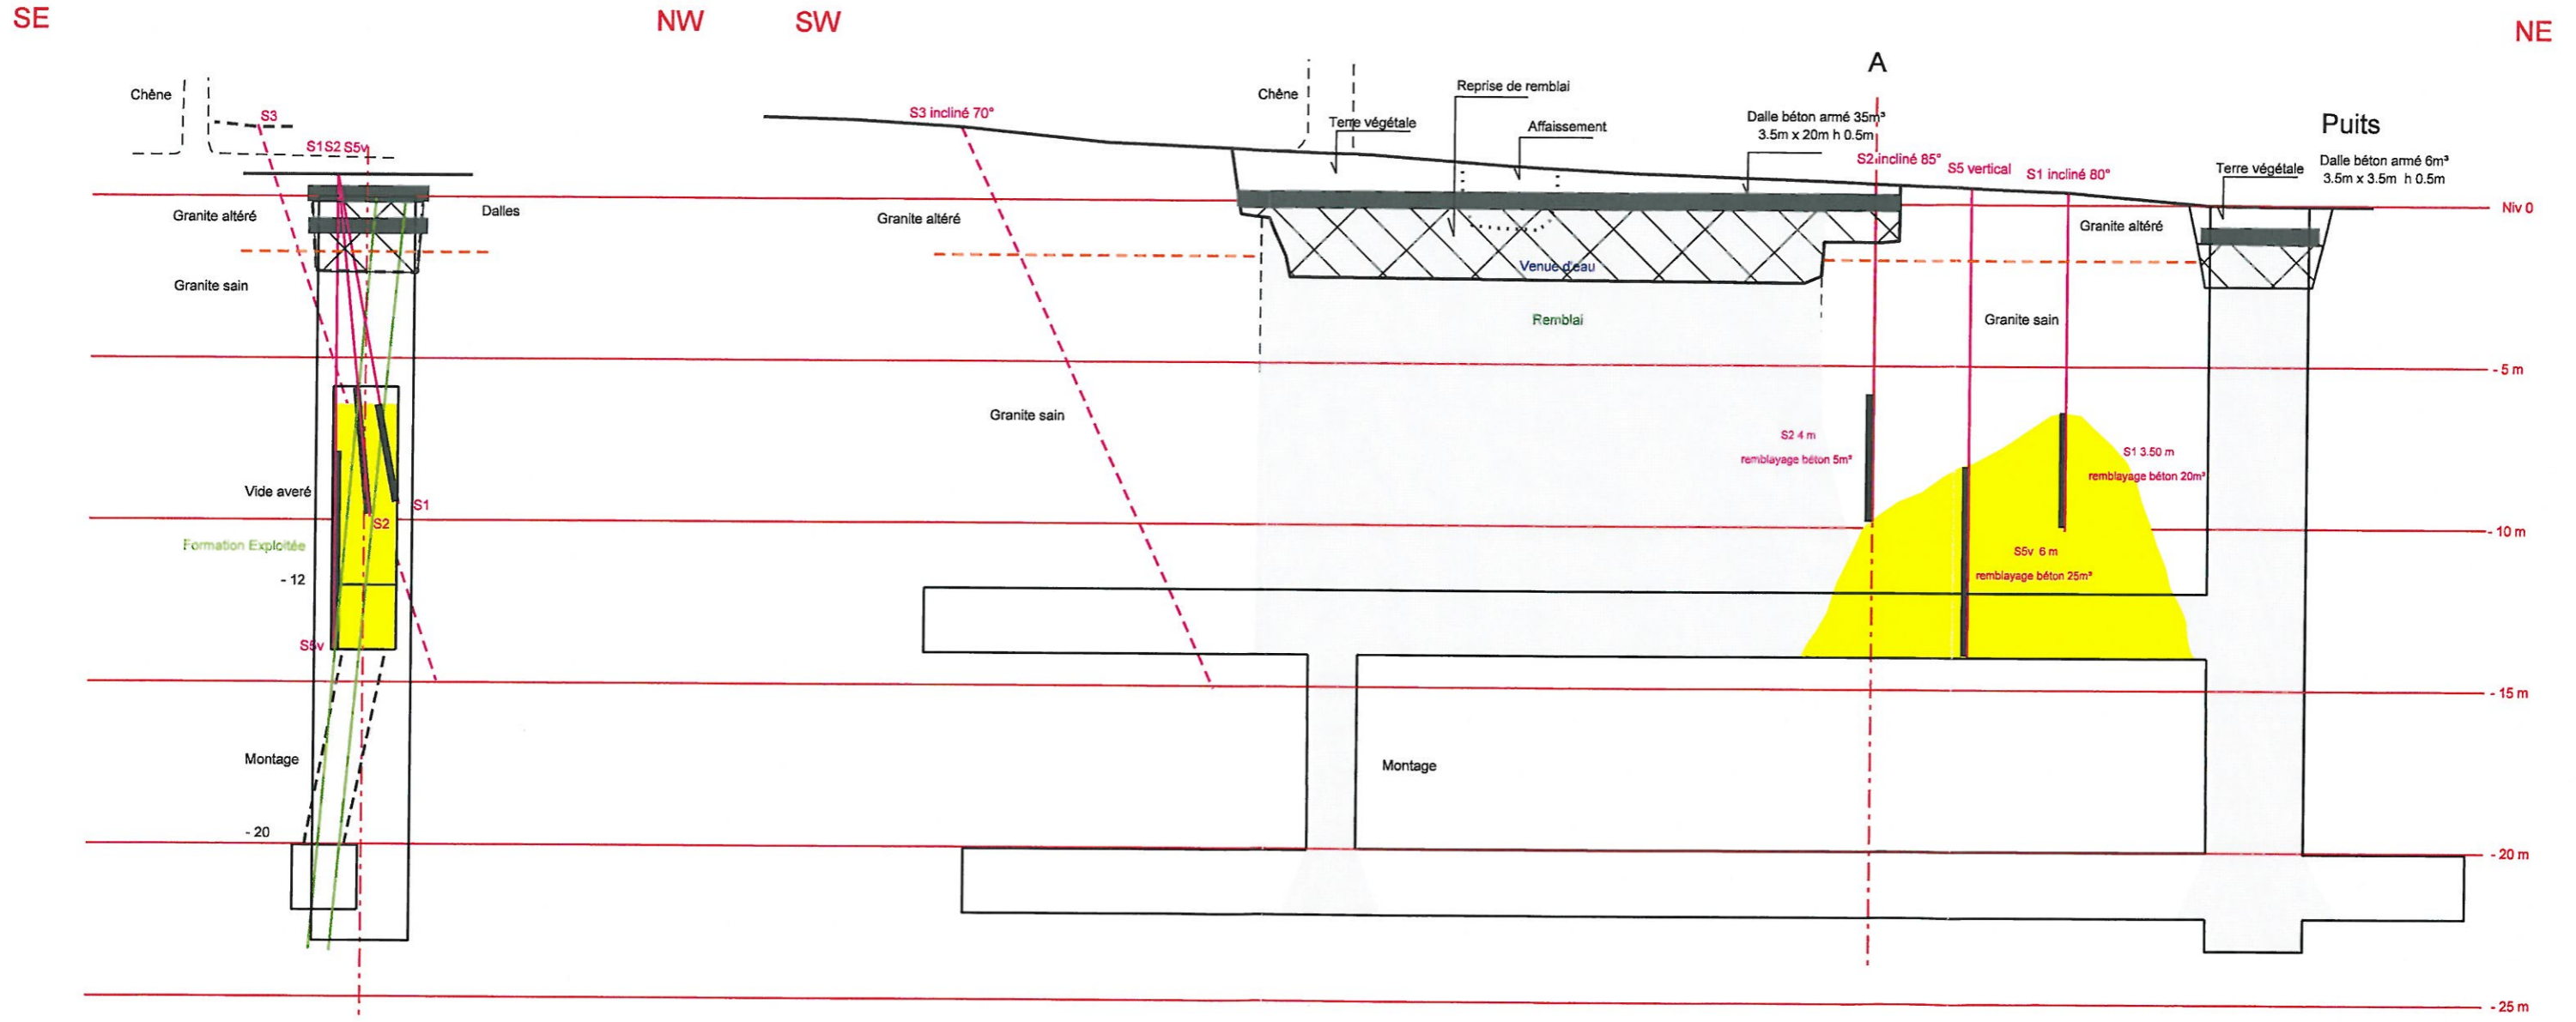 SE
NW
SW
NE
Chêne
S3
S1S2 S5v
Granite altéré
Dalles
Granite sain
Vide averé
S1
S2
Formation Exploitée
- 12
S5v
Montage
- 20
A
S3 incliné 70°
Chêne
Reprise de remblai
Terre végétale
Affaissement
Dalle béton armé 35m³
3.5m x 20m h 0.5m
Puits
S2 incliné 85°
S5 vertical
S1 incliné 80°
Terre végétale
Dalle béton armé 6m³
3.5m x 3.5m h 0.5m
Granite altéré
Granite altéré
Niv 0
Venue d'eau
Remblai
Granite sain
- 5 m
Granite sain
S2 4 m
remblayage béton 5m³
S1 3.50 m
remblayage béton 20m³
- 10 m
S5v 6 m
remblayage béton 25m³
- 15 m
Montage
- 20 m
- 25 m